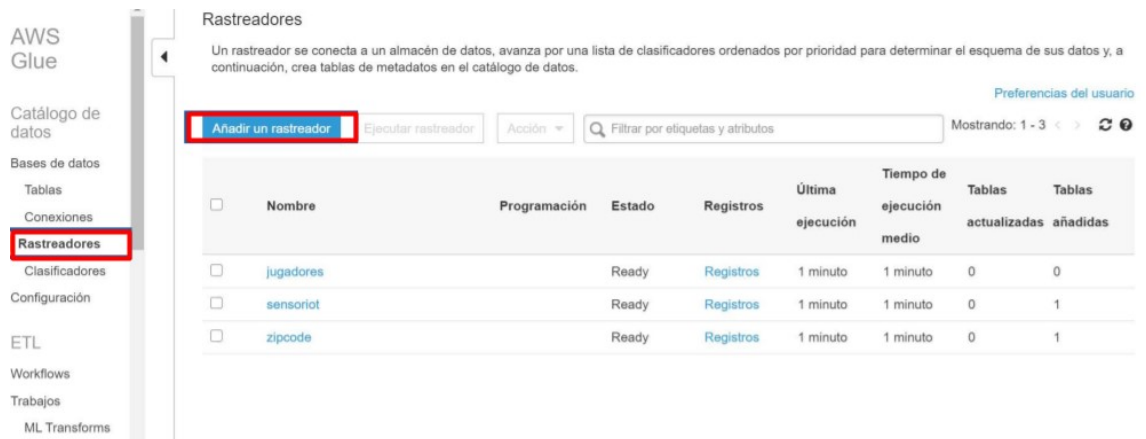 AWS
Glue
Catálogo de
datos
Bases de datos
Tablas
Conexiones
Rastreadores
Clasificadores
Configuración
ETL
Workflows
Trabajos
ML Transforms
Rastreadores
Un rastreador se conecta a un almacén de datos, avanza por una lista de clasificadores ordenados por prioridad para determinar el esquema de sus datos y, a
continuación, crea tablas de metadatos en el catálogo de datos.
Preferencias del usuario
Añadir un rastreador Ejecutar rastreador Acción Filtrar por etiquetas y atributos Mostrando: 1 - 3
Nombre Programación Estado Registros Última ejecución Tiempo de ejecución medio Tablas actualizadas Tablas añadidas
jugadores Ready Registros 1 minuto 1 minuto 0 0
sensoriot Ready Registros 1 minuto 1 minuto 0 1
zipcode Ready Registros 1 minuto 1 minuto 0 1